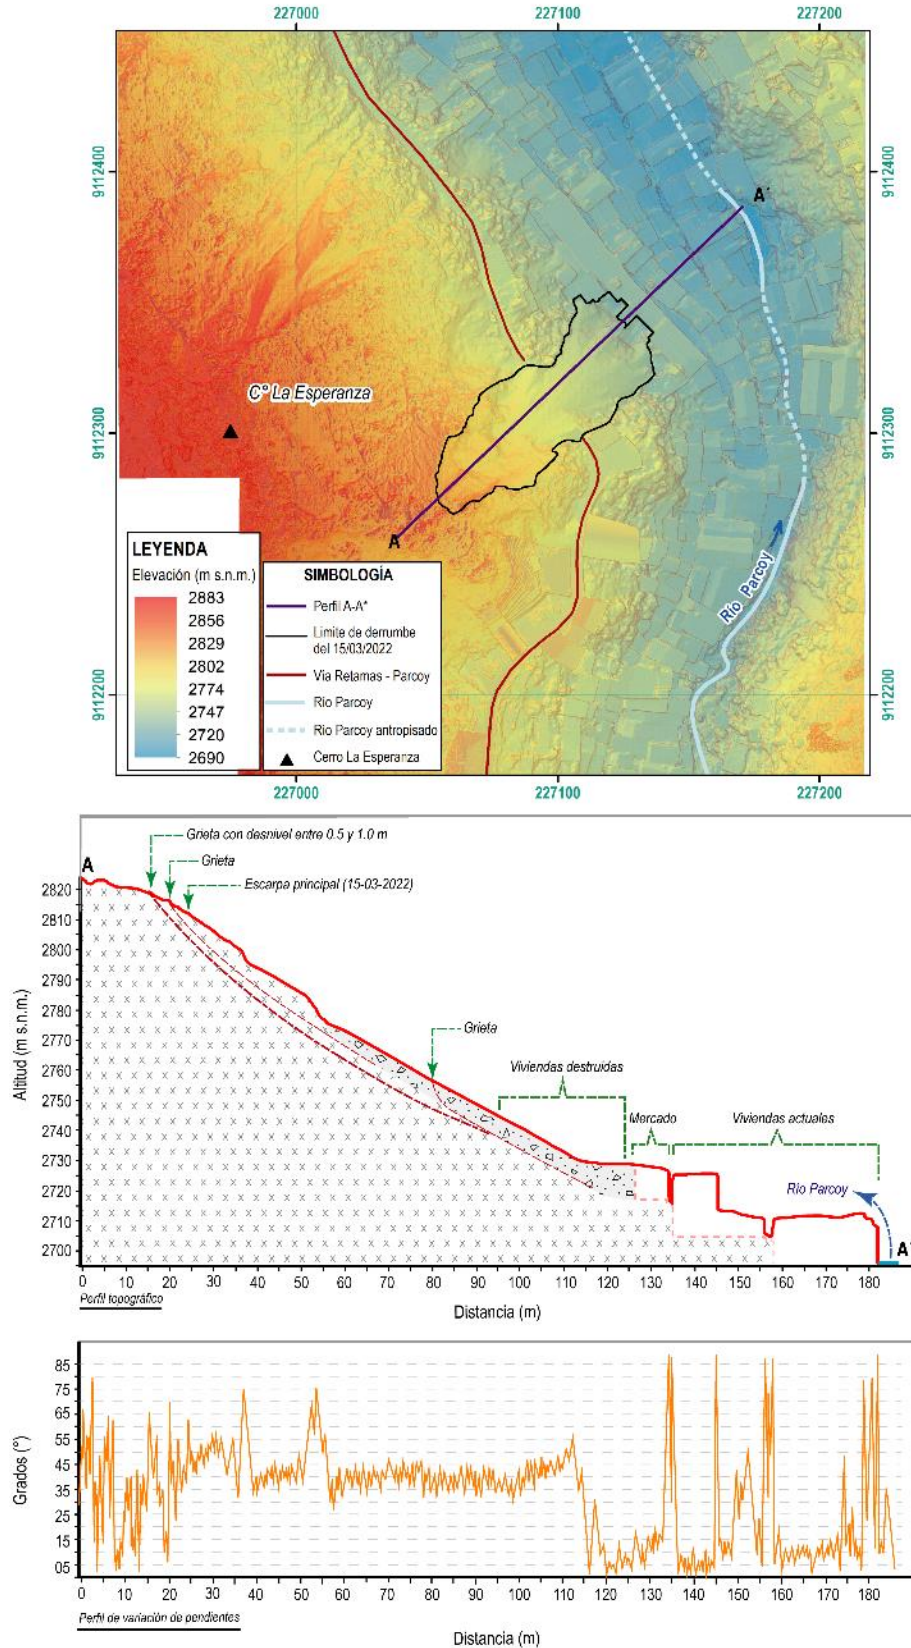 227000
227100
227200
9112400
9112400
A´
C° La Esperanza
9112300
9112300
A
LEYENDA
Elevación (m s.n.m.)
2883
2856
2829
2802
2774
2747
2720
2690
SIMBOLOGÍA
Perfil A-A*
Limite de derrumbe
del 15/03/2022
Via Retamas - Parcoy
Río Parcoy
Río Parcoy antropisado
Cerro La Esperanza
Río Parcoy
9112200
9112200
227000
227100
227200
Grieta con desnivel entre 0.5 y 1.0 m
A
Grieta
Escarpa principal (15-03-2022)
2820
2810
2800
2790
2780
2770
2760
2750
2740
2730
2720
2710
2700
Altitud (m s.n.m.)
Grieta
Viviendas destruidas
Mercado
Viviendas actuales
Río Parcoy
A
0 10 20 30 40 50 60 70 80 90 100 110 120 130 140 150 160 170 180
Perfil topográfico
Distancia (m)
85
75
65
55
45
35
25
15
05
Grados (°)
0 10 20 30 40 50 60 70 80 90 100 110 120 130 140 150 160 170 180
Perfil de variación de pendientes
Distancia (m)